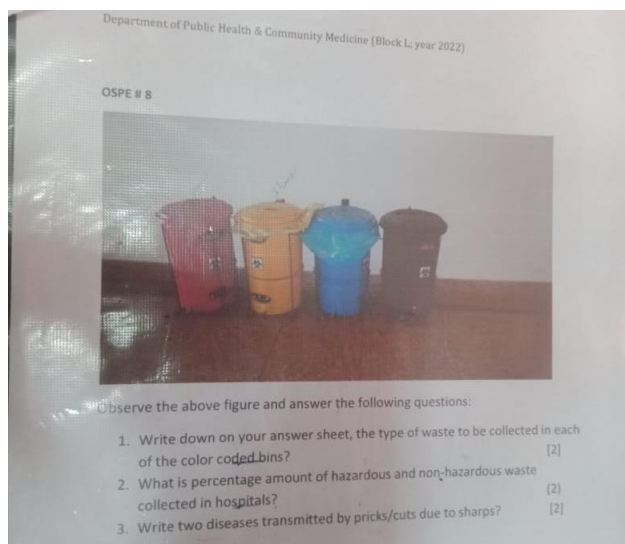 Department of Public Health & Community Medicine (Block L; year 2022)
OSPE # 8
Observe the above figure and answer the following questions:
1. Write down on your answer sheet, the type of waste to be collected in each
of the color coded bins? [2]
2. What is percentage amount of hazardous and non-hazardous waste
collected in hospitals? (2)
3. Write two diseases transmitted by pricks/cuts due to sharps? [2]